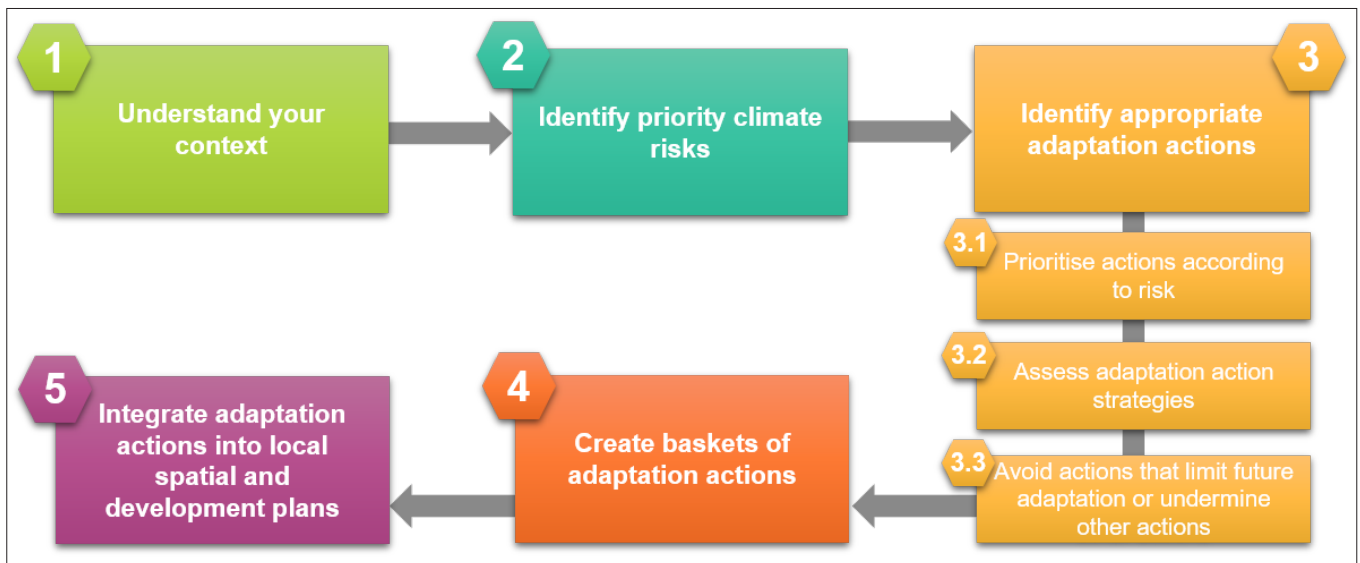 1
Understand your
context
2
Identify priority climate
risks
3
Identify appropriate
adaptation actions
3.1
Prioritise actions according
to risk
3.2
Assess adaptation action
strategies
3.3
Avoid actions that limit future
adaptation or undermine
other actions
4
Create baskets of
adaptation actions
5
Integrate adaptation
actions into local
spatial and
development plans